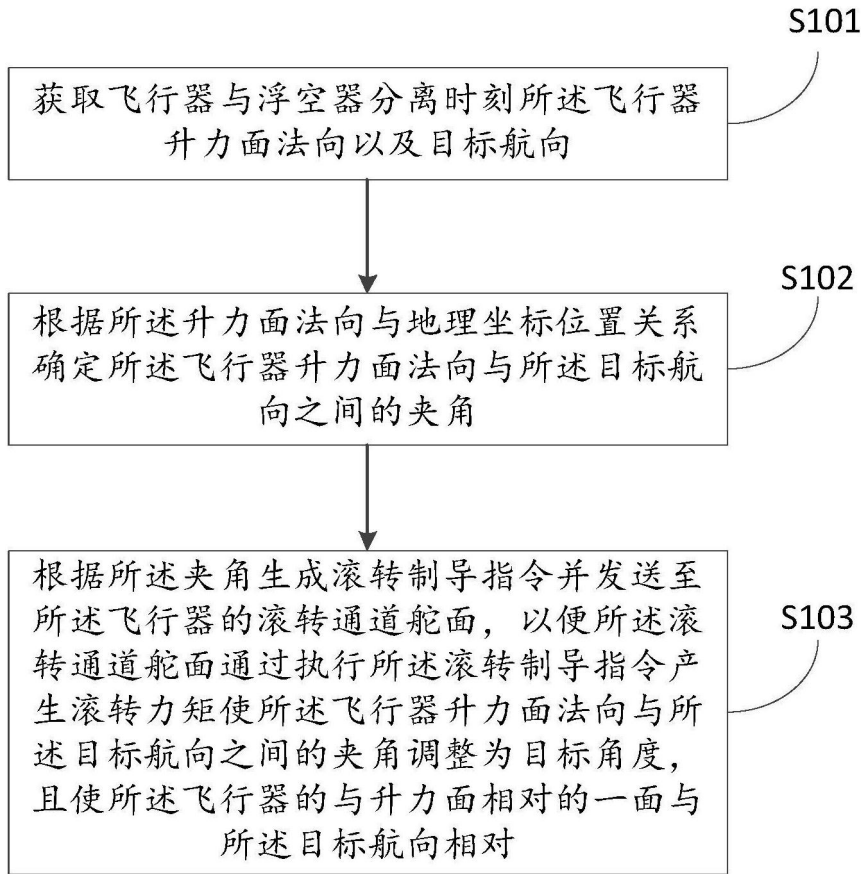 S101
获取飞行器与浮空器分离时刻所述飞行器
升力面法向以及目标航向
S102
根据所述升力面法向与地理坐标位置关系
确定所述飞行器升力面法向与所述目标航
向之间的夹角
S103
根据所述夹角生成滚转制导指令并发送至
所述飞行器的滚转通道舵面，以便所述滚
转通道舵面通过执行所述滚转制导指令产
生滚转力矩使所述飞行器升力面法向与所
述目标航向之间的夹角调整为目标角度，
且使所述飞行器的与升力面相对的一面与
所述目标航向相对